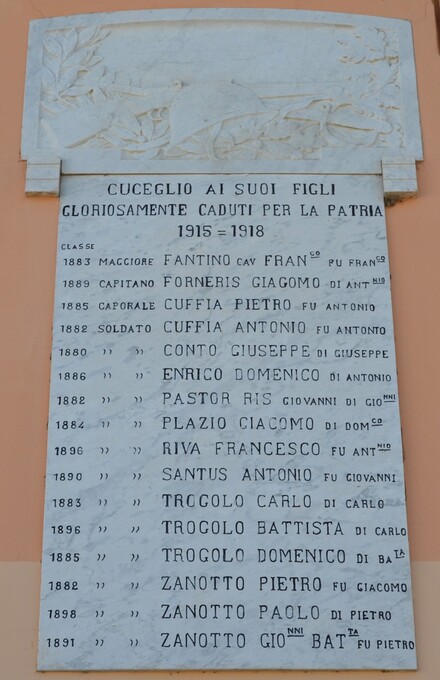 CUCEGLIO AI SUOI FIGLI
GLORIOSAMENTE CADUTI PER LA PATRIA
1915=1918
CLASSE
1883 MAGGIORE FANTINO CAV FRANCO FU FRANCO
1889 CAPITANO FORNERIS GIACOMO DI ANTNIO
1885 CAPORALE CUFFIA PIETRO FU ANTONIO
1882 SOLDATO CUFFIA ANTONIO FU ANTONIO
1880 ” ” CONTO GIUSEPPE DI GIUSEPPE
1886 ” ” ENRICO DOMENICO DI ANTONIO
1882 ” ” PASTOR RIS GIOVANNI DI GIONNI
1884 ” ” PLAZIO GIACOMO DI DOMCO
1896 ” ” RIVA FRANCESCO FU ANTNIO
1890 ” ” SANTUS ANTONIO FU GIOVANNI
1883 ” ” TROGOLO CARLO DI CARLO
1896 ” ” TROGOLO BATTISTA DI CARLO
1885 ” ” TROGOLO DOMENICO DI BATA
1882 ” ” ZANOTTO PIETRO FU GIACOMO
1898 ” ” ZANOTTO PAOLO DI PIETRO
1891 ” ” ZANOTTO GIONNI BATTTA FU PIETRO